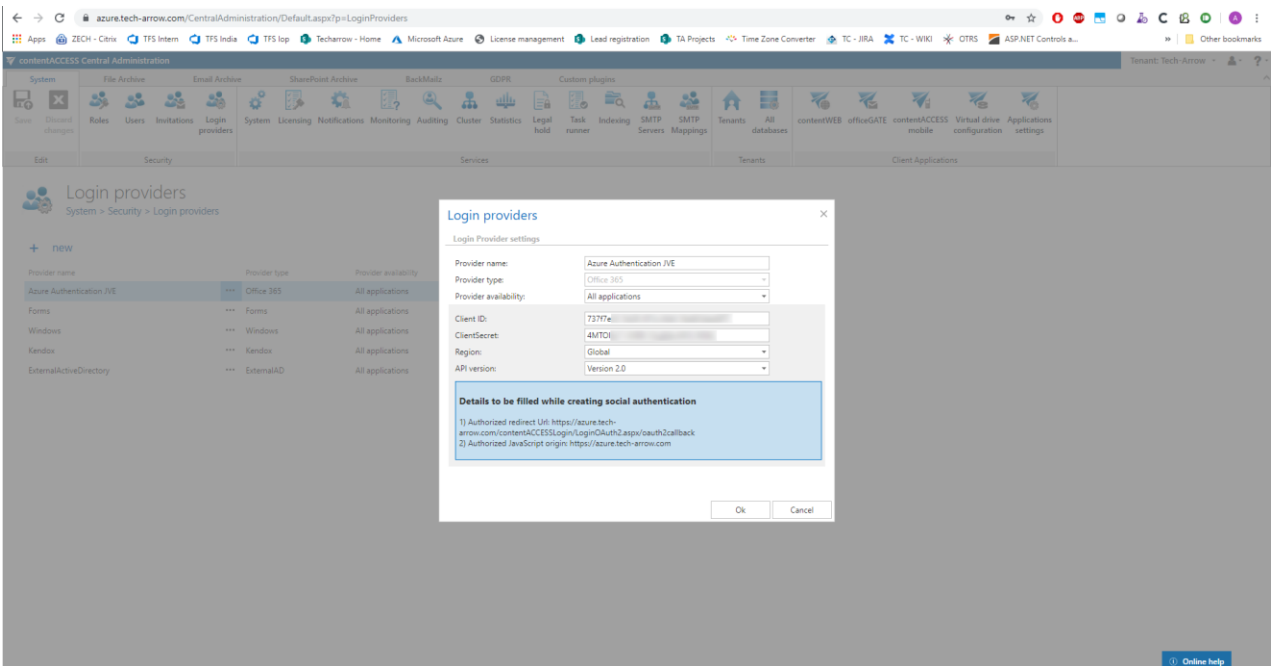 azure.tech-arrow.com/CentralAdministration/Default.aspx?p=LoginProviders
Apps ZECH - Citrix TFS Intern TFS India TFS Iop Techarrow - Home Microsoft Azure License management Lead registration TA Projects Time Zone Converter TC - JIRA TC - WIKI OTRS ASP.NET Controls a... » Other bookmarks
contentACCESS Central Administration Tenant: Tech-Arrow
System File Archive Email Archive SharePoint Archive BackMailz GDPR Custom plugins
Save Discard changes Roles Users Invitations Login providers System Licensing Notifications Monitoring Auditing Cluster Statistics Legal hold Task runner Indexing SMTP Servers SMTP Mappings Tenants All databases contentWEB officeGATE contentACCESS mobile Virtual drive configuration Applications settings
Edit Security Services Tenants Client Applications
Login providers
System > Security > Login providers
+ new
Provider name Provider type Provider availability
Azure Authentication JVE ... Office 365 All applications
Forms ... Forms All applications
Windows ... Windows All applications
Kendox ... Kendox All applications
ExternalActiveDirectory ... ExternalAD All applications
Login providers
Login Provider settings
Provider name: Azure Authentication JVE
Provider type: Office 365
Provider availability: All applications
Client ID: 737f7e
ClientSecret: 4MTOI
Region: Global
API version: Version 2.0
Details to be filled while creating social authentication
1) Authorized redirect Url: https://azure.tech-
arrow.com/contentACCESSLogin/LoginOAuth2.aspx/oauth2callback
2) Authorized JavaScript origin: https://azure.tech-arrow.com
Ok Cancel
Online help